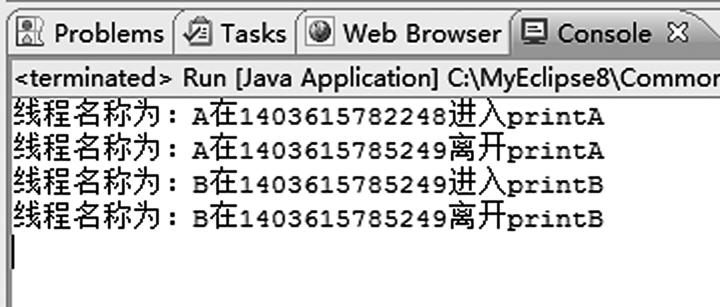 Problems Tasks Web Browser Console
<terminated> Run [Java Application] C:\MyEclipse8\Common
线程名称为：A在1403615782248进入printA
线程名称为：A在1403615785249离开printA
线程名称为：B在1403615785249进入printB
线程名称为：B在1403615785249离开printB